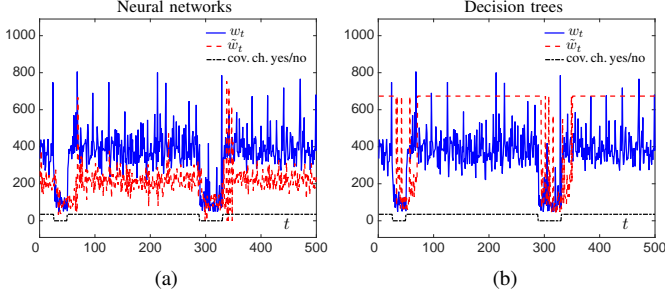 Neural networks
1000
800
600
400
200
0
w_t
w̃_t
cov. ch. yes/no
t
0 100 200 300 400 500
(a)
Decision trees
1000
800
600
400
200
0
w_t
w̃_t
cov. ch. yes/no
t
0 100 200 300 400 500
(b)